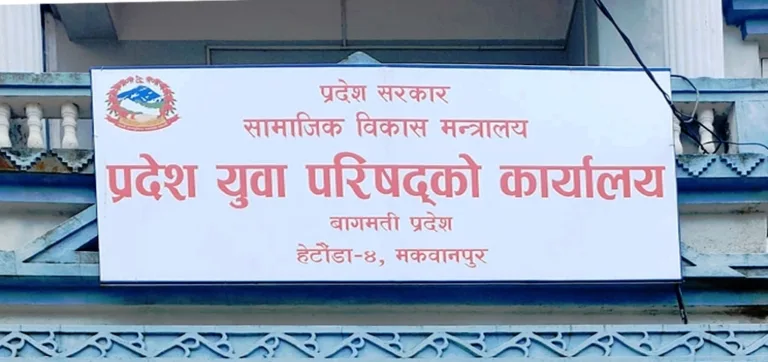 प्रदेश सरकार
सामाजिक विकास मन्त्रालय
प्रदेश युवा परिषद्को कार्यालय
बागमती प्रदेश
हेटौंडा-४, मकवानपुर